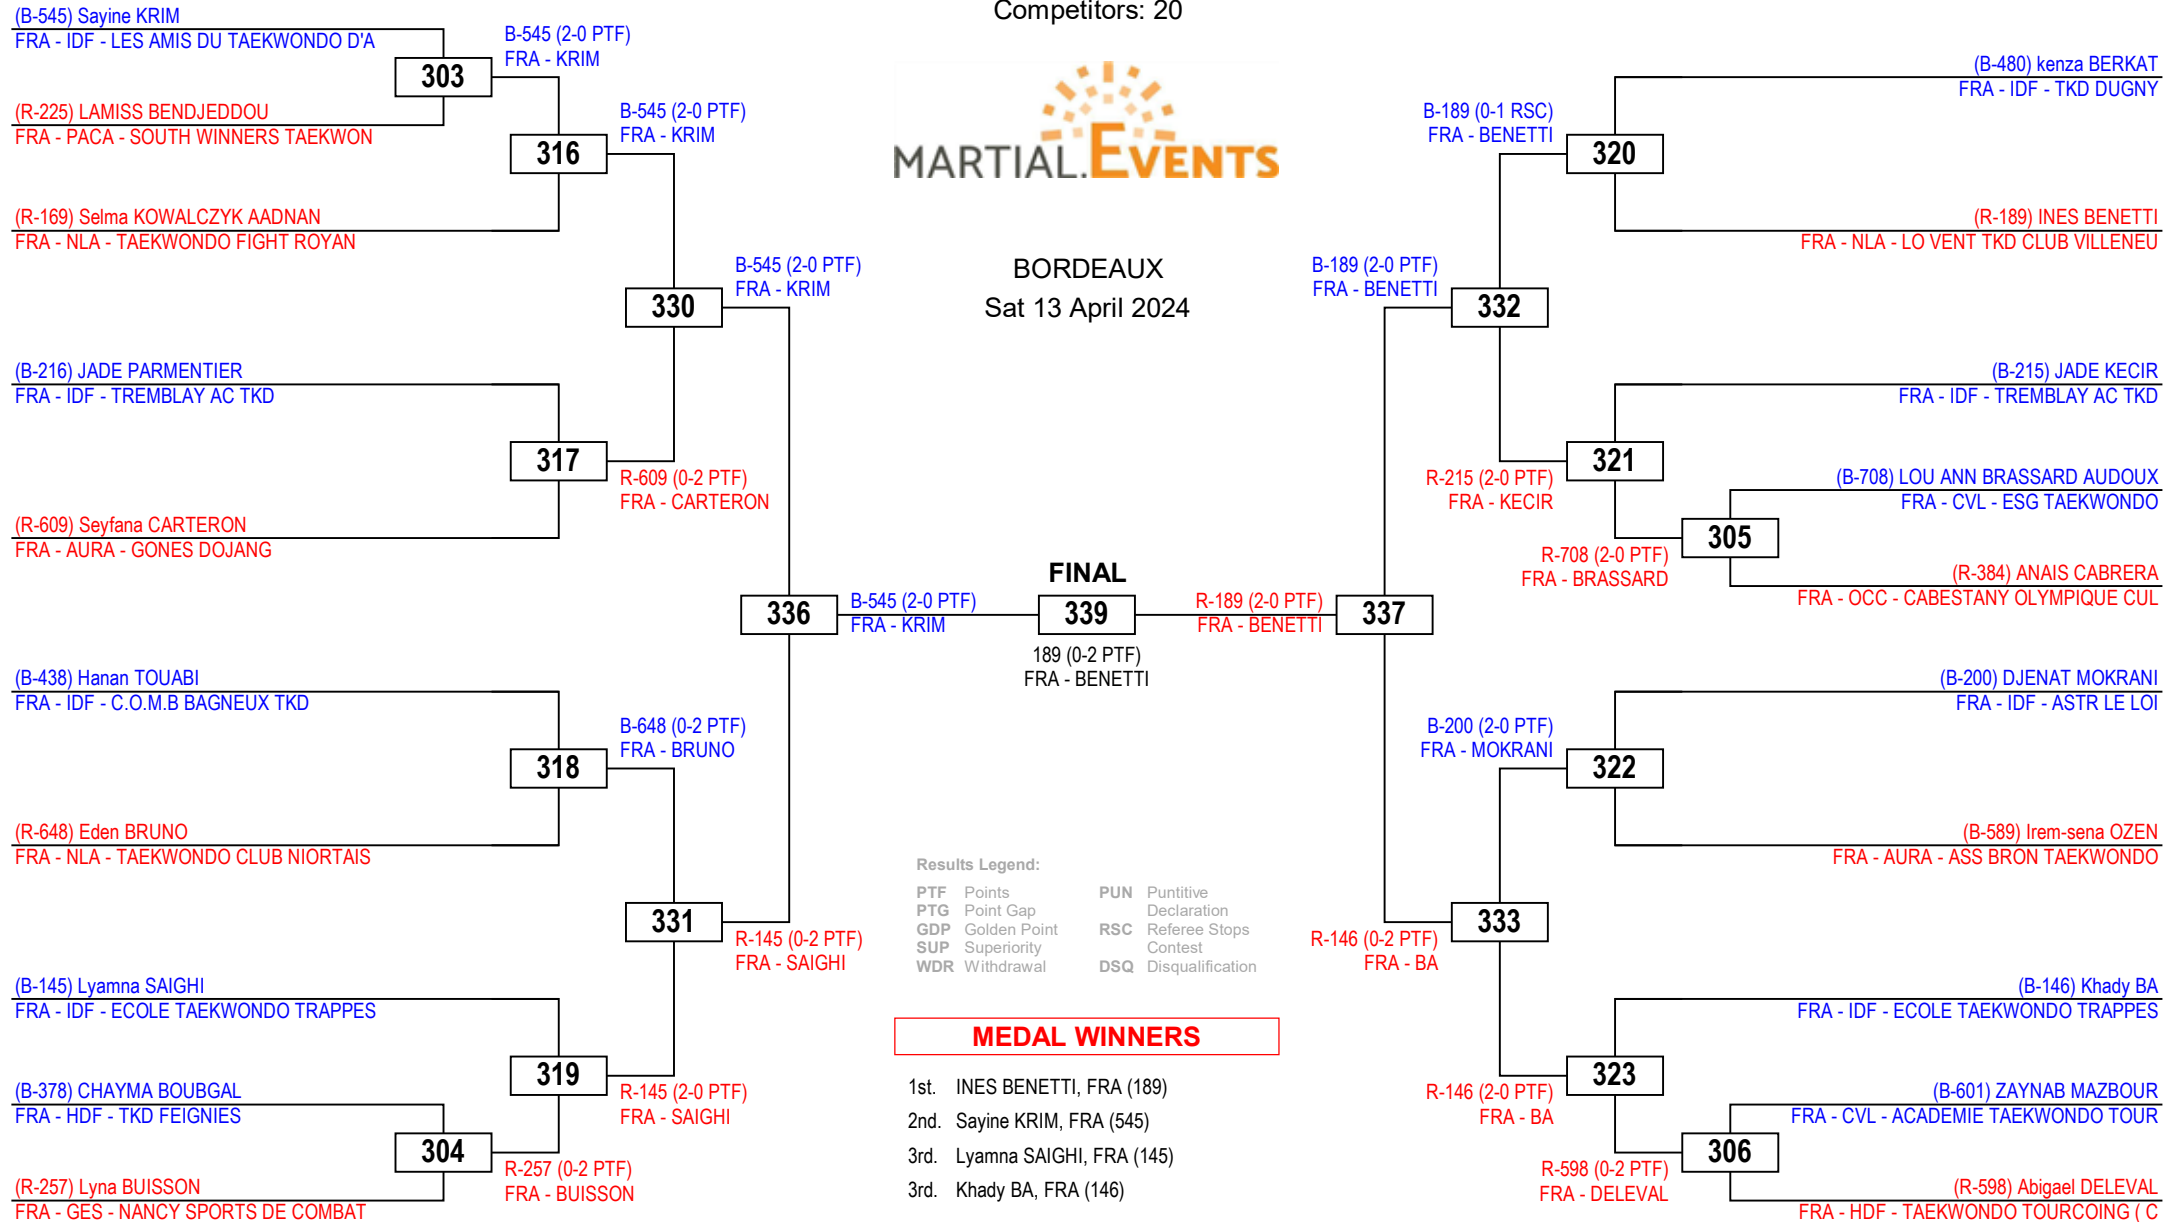 (B-545) Sayine KRIM
FRA - IDF - LES AMIS DU TAEKWONDO D'A
303
B-545 (2-0 PTF)
FRA - KRIM
(R-225) LAMISS BENDJEDDOU
FRA - PACA - SOUTH WINNERS TAEKWON
316
B-545 (2-0 PTF)
FRA - KRIM
(R-169) Selma KOWALCZYK AADNAN
FRA - NLA - TAEKWONDO FIGHT ROYAN
330
B-545 (2-0 PTF)
FRA - KRIM
(B-216) JADE PARMENTIER
FRA - IDF - TREMBLAY AC TKD
317
R-609 (0-2 PTF)
FRA - CARTERON
(R-609) Seyfana CARTERON
FRA - AURA - GONES DOJANG
336
B-545 (2-0 PTF)
FRA - KRIM
(B-438) Hanan TOUABI
FRA - IDF - C.O.M.B BAGNEUX TKD
318
B-648 (0-2 PTF)
FRA - BRUNO
(R-648) Eden BRUNO
FRA - NLA - TAEKWONDO CLUB NIORTAIS
331
R-145 (0-2 PTF)
FRA - SAIGHI
(B-145) Lyamna SAIGHI
FRA - IDF - ECOLE TAEKWONDO TRAPPES
319
R-145 (2-0 PTF)
FRA - SAIGHI
(B-378) CHAYMA BOUBGAL
FRA - HDF - TKD FEIGNIES
304
R-257 (0-2 PTF)
FRA - BUISSON
(R-257) Lyna BUISSON
FRA - GES - NANCY SPORTS DE COMBAT
Competitors: 20
MARTIAL.EVENTS
BORDEAUX
Sat 13 April 2024
FINAL
339
189 (0-2 PTF)
FRA - BENETTI
Results Legend:
PTF Points
PTG Point Gap
GDP Golden Point
SUP Superiority
WDR Withdrawal
PUN Puntitive
Declaration
RSC Referee Stops
Contest
DSQ Disqualification
MEDAL WINNERS
1st. INES BENETTI, FRA (189)
2nd. Sayine KRIM, FRA (545)
3rd. Lyamna SAIGHI, FRA (145)
3rd. Khady BA, FRA (146)
(B-480) kenza BERKAT
FRA - IDF - TKD DUGNY
B-189 (0-1 RSC)
FRA - BENETTI
320
(R-189) INES BENETTI
FRA - NLA - LO VENT TKD CLUB VILLENEU
B-189 (2-0 PTF)
FRA - BENETTI
332
(B-215) JADE KECIR
FRA - IDF - TREMBLAY AC TKD
321
R-215 (2-0 PTF)
FRA - KECIR
(B-708) LOU ANN BRASSARD AUDOUX
FRA - CVL - ESG TAEKWONDO
305
R-708 (2-0 PTF)
FRA - BRASSARD
(R-384) ANAIS CABRERA
FRA - OCC - CABESTANY OLYMPIQUE CUL
R-189 (2-0 PTF)
FRA - BENETTI
337
(B-200) DJENAT MOKRANI
FRA - IDF - ASTR LE LOI
B-200 (2-0 PTF)
FRA - MOKRANI
322
(B-589) Irem-sena OZEN
FRA - AURA - ASS BRON TAEKWONDO
333
R-146 (0-2 PTF)
FRA - BA
(B-146) Khady BA
FRA - IDF - ECOLE TAEKWONDO TRAPPES
323
R-146 (2-0 PTF)
FRA - BA
(B-601) ZAYNAB MAZBOUR
FRA - CVL - ACADEMIE TAEKWONDO TOUR
306
R-598 (0-2 PTF)
FRA - DELEVAL
(R-598) Abigael DELEVAL
FRA - HDF - TAEKWONDO TOURCOING ( C